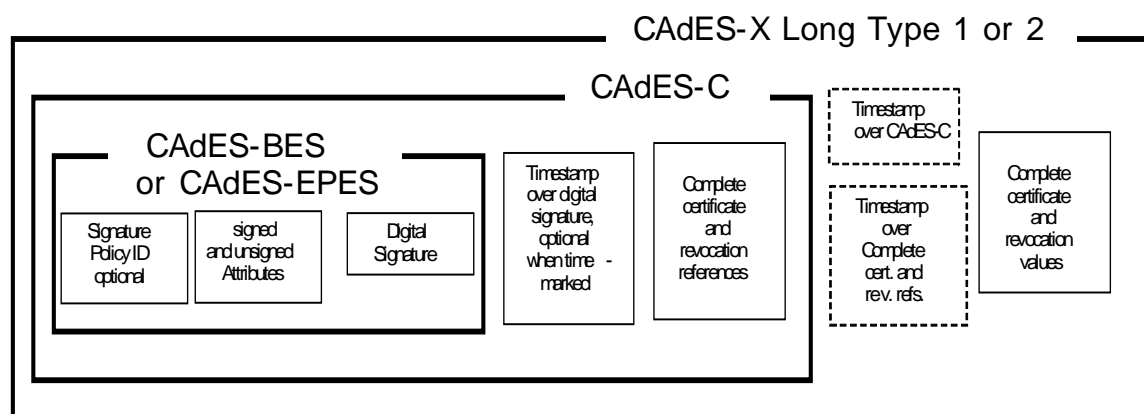 CAdES-X Long Type 1 or 2
CAdES-C
CAdES-BES
or CAdES-EPES
Signature
Policy ID
optional
signed
and unsigned
Attributes
Digital
Signature
Timestamp
over digital
signature,
optional
when time -
marked
Complete
certificate
and
revocation
references
Timestamp
over CAdES-C
Timestamp
over
Complete
cert. and
rev. refs.
Complete
certificate
and
revocation
values